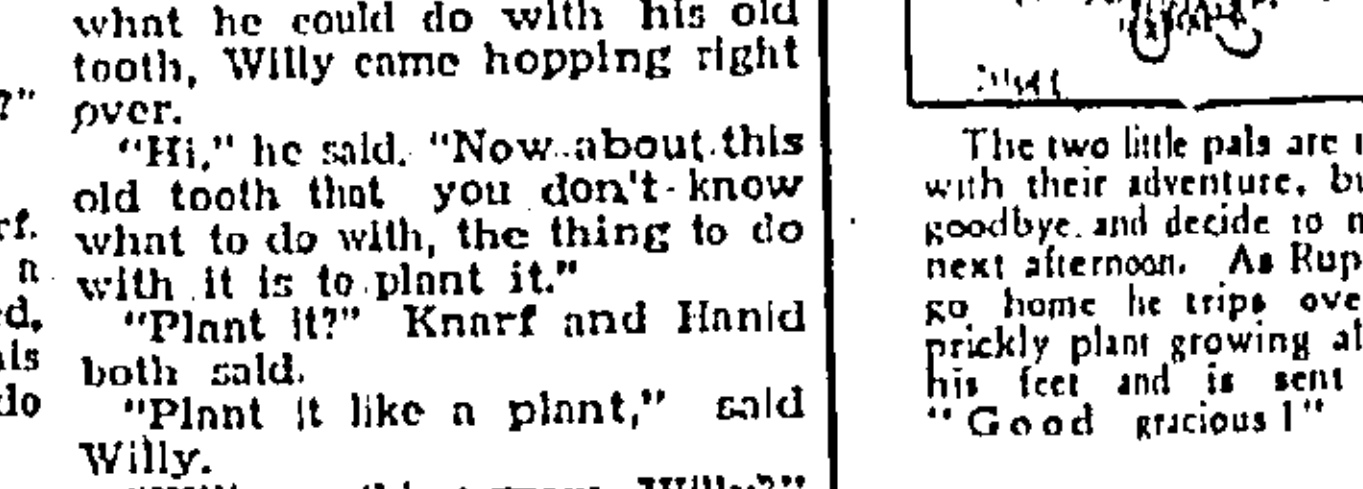 ?"
rf.
n
d,
do
what he could do with his old
tooth, Willy came hopping right
over.
"Hi," he said. "Now about this
old tooth that you don't know
what to do with, the thing to do
with it is to plant it."
"Plant it?" Knarf and Hanid
both said.
"Plant it like a plant," said
Willy.
Willy?"
The two little pals are
with their adventure,
goodbye and decide to
next afternoon. As Rup
go home he trips ove
prickly plant growing al
his feet and is sent
"Good gracious!"